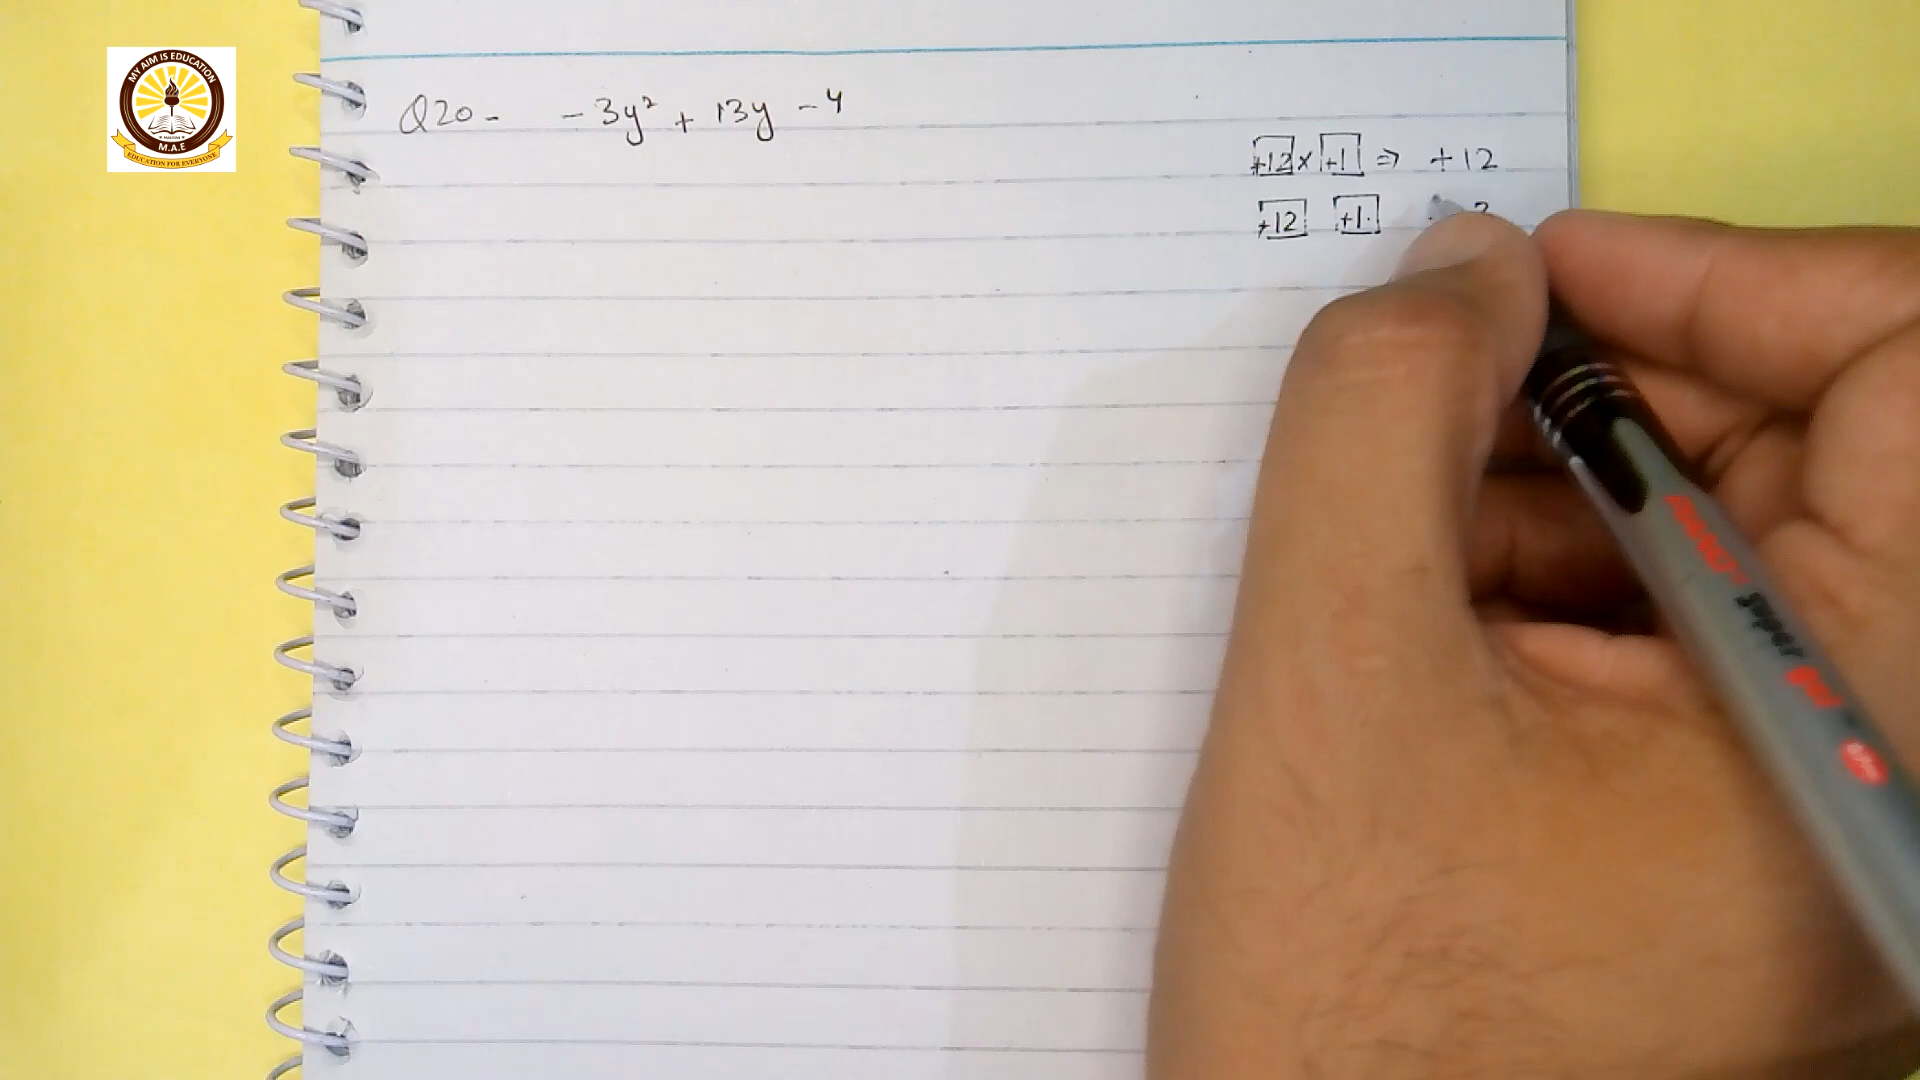 MY AIM IS EDUCATION
M.A.E
EDUCATION FOR EVERYONE
Q20 - - 3y² + 13y - 4
+12 × +1 ⇒ +12
+12 +1